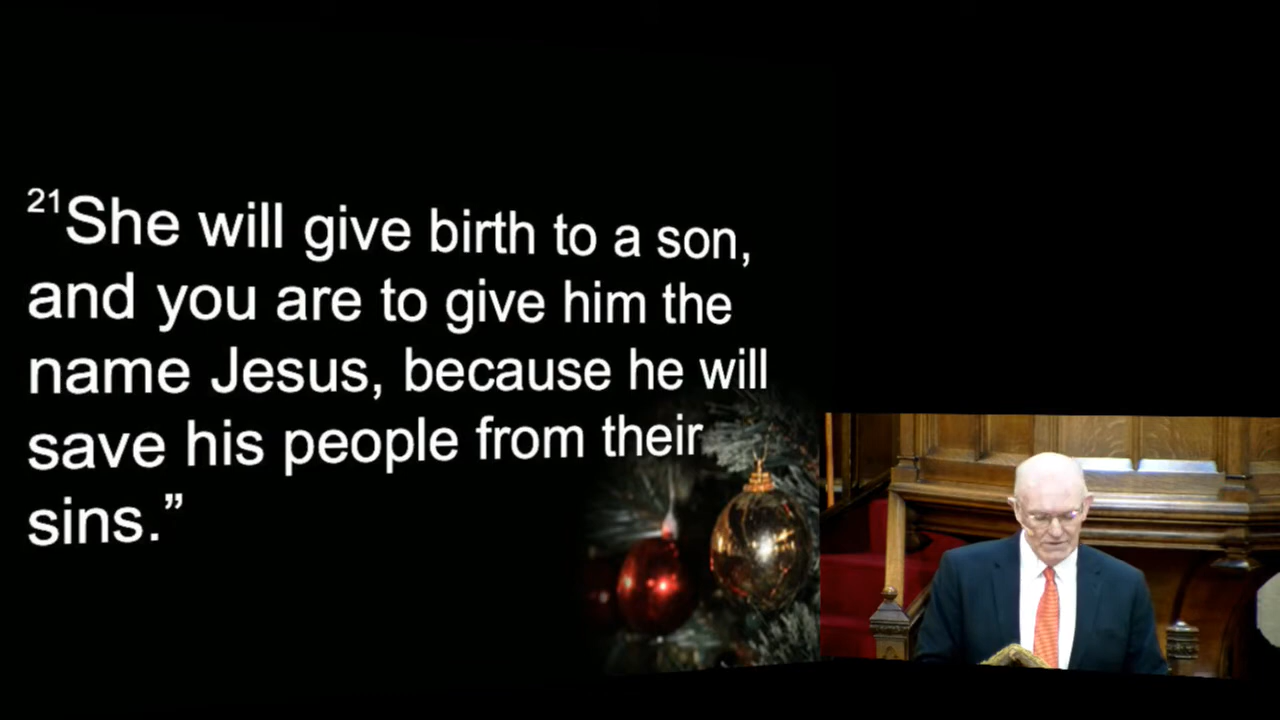 ²¹She will give birth to a son,
and you are to give him the
name Jesus, because he will
save his people from their
sins.”